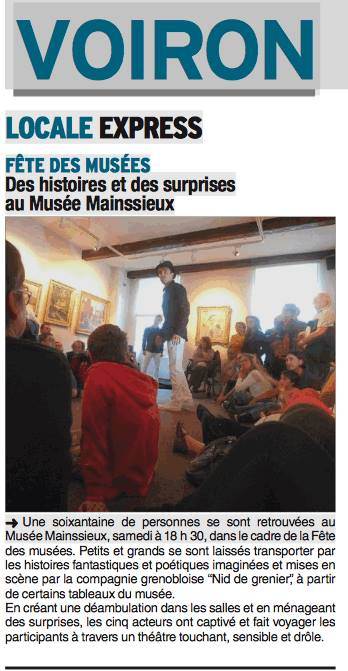 VOIRON
LOCALE EXPRESS
FÊTE DES MUSÉES
Des histoires et des surprises
au Musée Mainssieux
➜ Une soixantaine de personnes se sont retrouvées au
Musée Mainssieux, samedi à 18 h 30, dans le cadre de la Fête
des musées. Petits et grands se sont laissés transporter par
les histoires fantastiques et poétiques imaginées et mises en
scène par la compagnie grenobloise “Nid de grenier”, à partir
de certains tableaux du musée.
En créant une déambulation dans les salles et en ménageant
des surprises, les cinq acteurs ont captivé et fait voyager les
participants à travers un théâtre touchant, sensible et drôle.